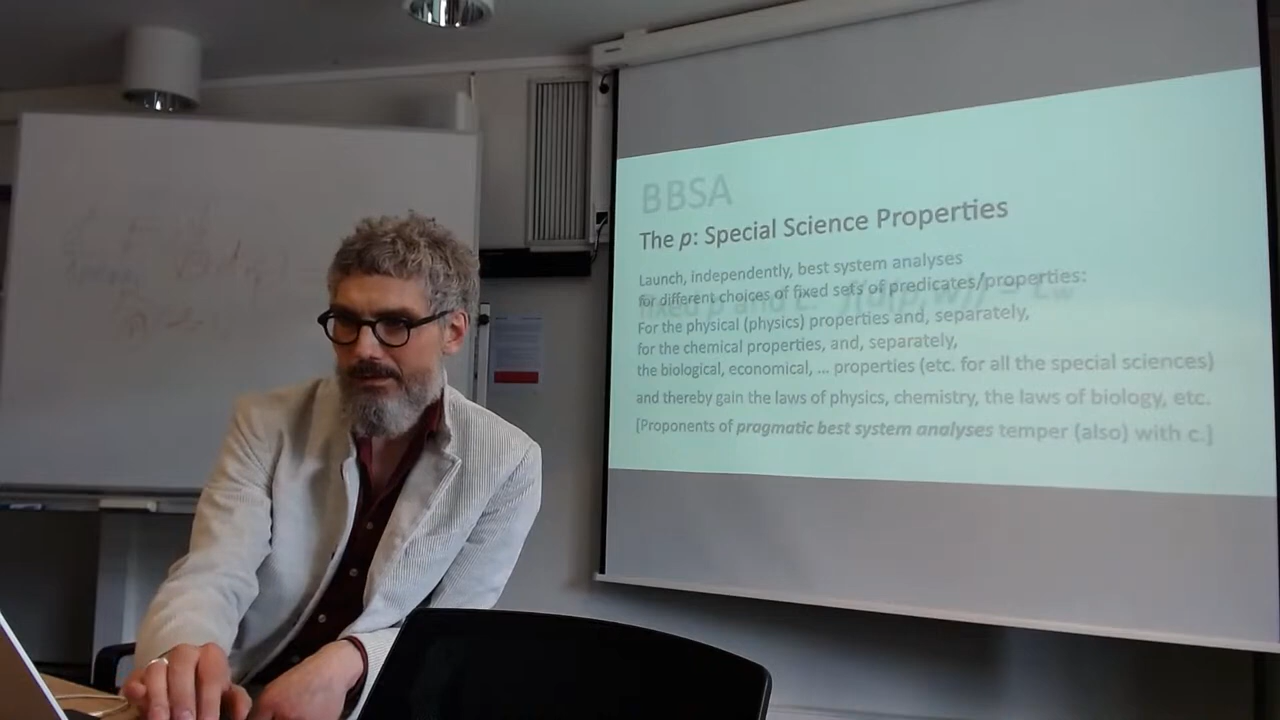 BBSA
The p: Special Science Properties
Launch, independently, best system analyses
for different choices of fixed sets of predicates/properties:
For the physical (physics) properties and, separately,
for the chemical properties, and, separately,
the biological, economical, ... properties (etc. for all the special sciences)
and thereby gain the laws of physics, chemistry, the laws of biology, etc.
[Proponents of pragmatic best system analyses temper (also) with c.]